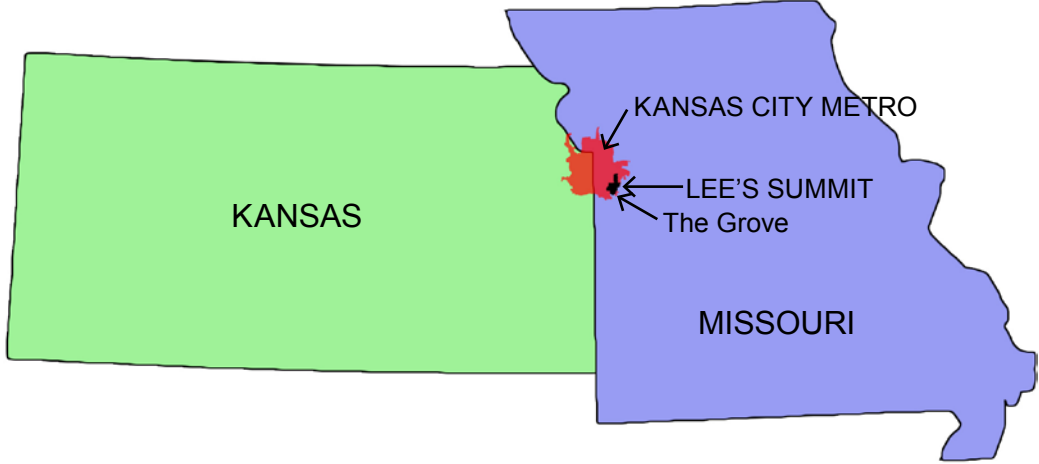 KANSAS CITY METRO
LEE'S SUMMIT
KANSAS
The Grove
MISSOURI